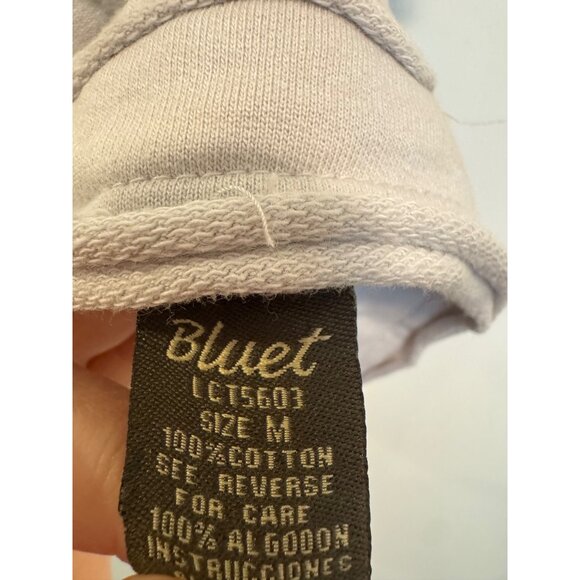 Bluet
LCT5603
SIZE M
100%COTTON
SEE REVERSE
FOR CARE
100% ALGODON
INSTRUCCIONES